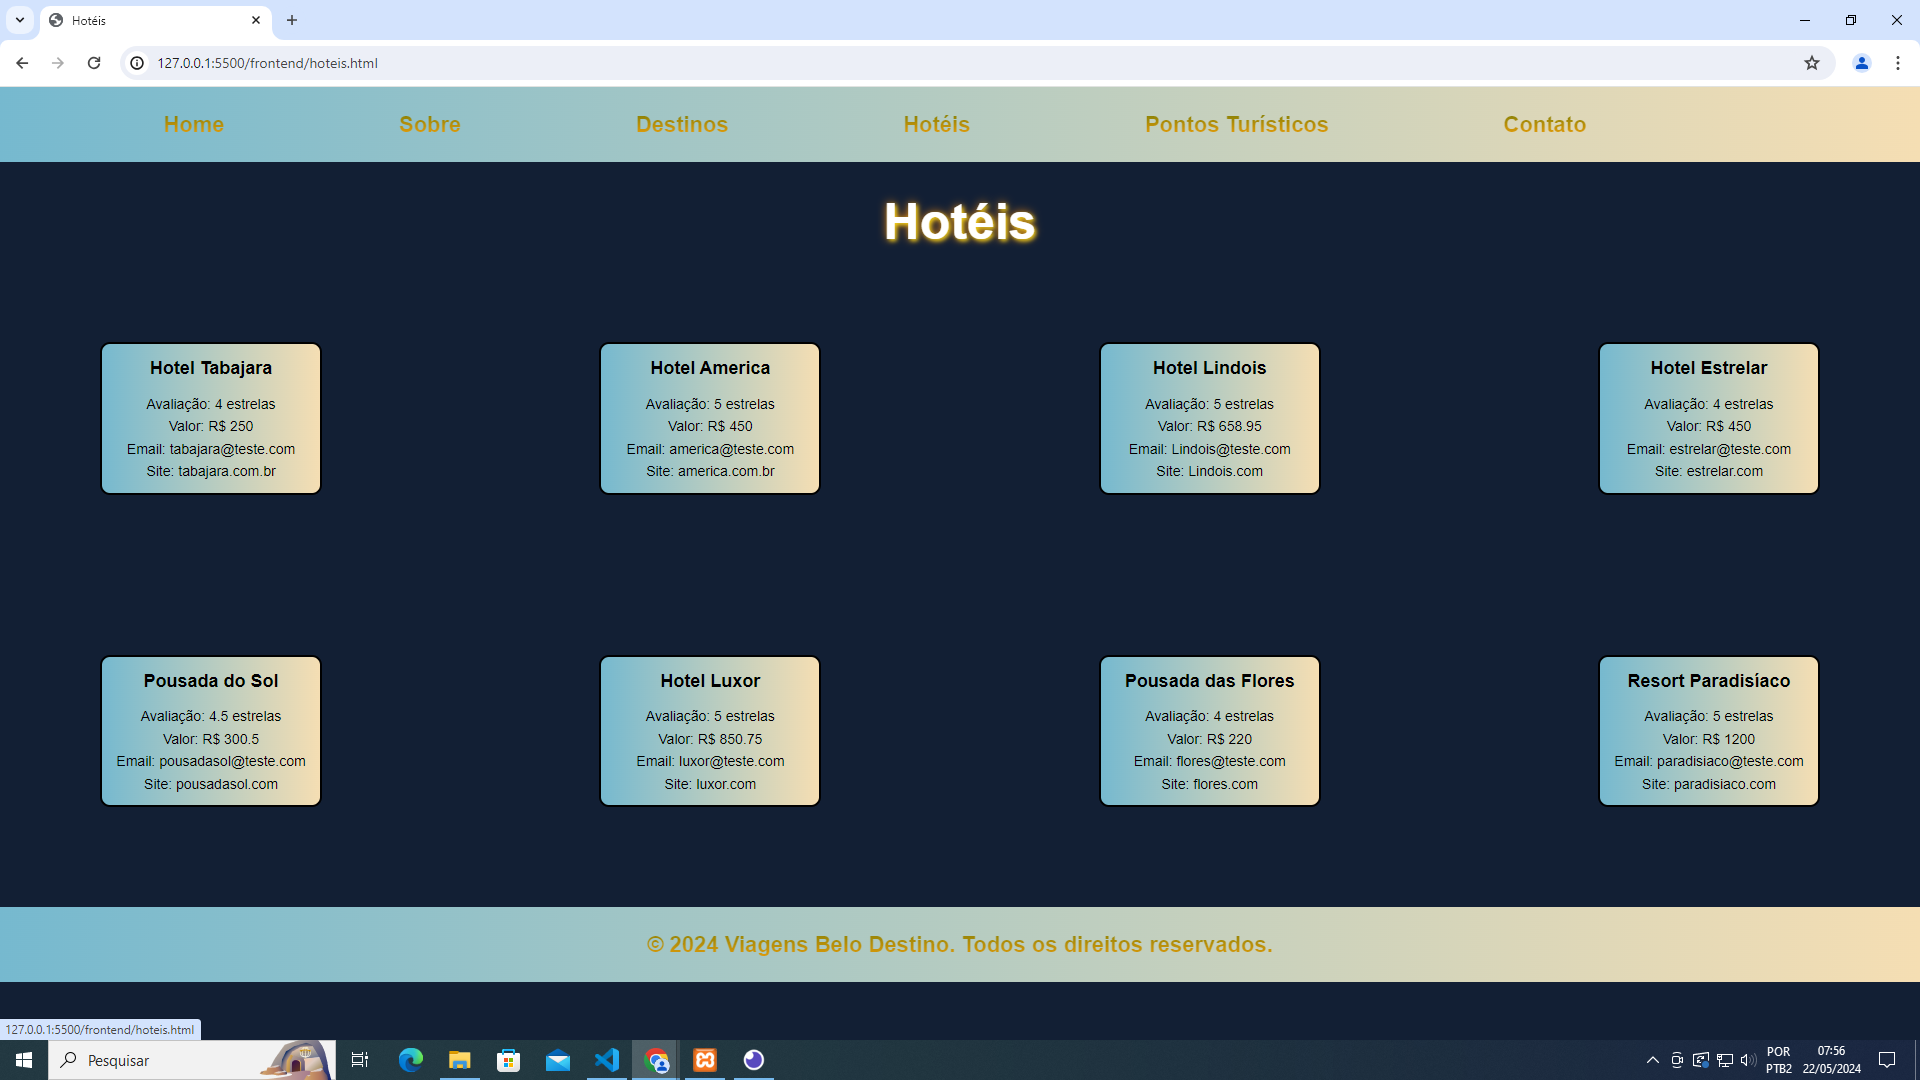 Hotéis
127.0.0.1:5500/frontend/hoteis.html
Home Sobre Destinos Hotéis Pontos Turísticos Contato
Hotéis
Hotel Tabajara
Avaliação: 4 estrelas
Valor: R$ 250
Email: tabajara@teste.com
Site: tabajara.com.br
Hotel America
Avaliação: 5 estrelas
Valor: R$ 450
Email: america@teste.com
Site: america.com.br
Hotel Lindois
Avaliação: 5 estrelas
Valor: R$ 658.95
Email: Lindois@teste.com
Site: Lindois.com
Hotel Estrelar
Avaliação: 4 estrelas
Valor: R$ 450
Email: estrelar@teste.com
Site: estrelar.com
Pousada do Sol
Avaliação: 4.5 estrelas
Valor: R$ 300.5
Email: pousadasol@teste.com
Site: pousadasol.com
Hotel Luxor
Avaliação: 5 estrelas
Valor: R$ 850.75
Email: luxor@teste.com
Site: luxor.com
Pousada das Flores
Avaliação: 4 estrelas
Valor: R$ 220
Email: flores@teste.com
Site: flores.com
Resort Paradisíaco
Avaliação: 5 estrelas
Valor: R$ 1200
Email: paradisiaco@teste.com
Site: paradisiaco.com
© 2024 Viagens Belo Destino. Todos os direitos reservados.
127.0.0.1:5500/frontend/hoteis.html
Pesquisar
POR
PTB2
07:56
22/05/2024